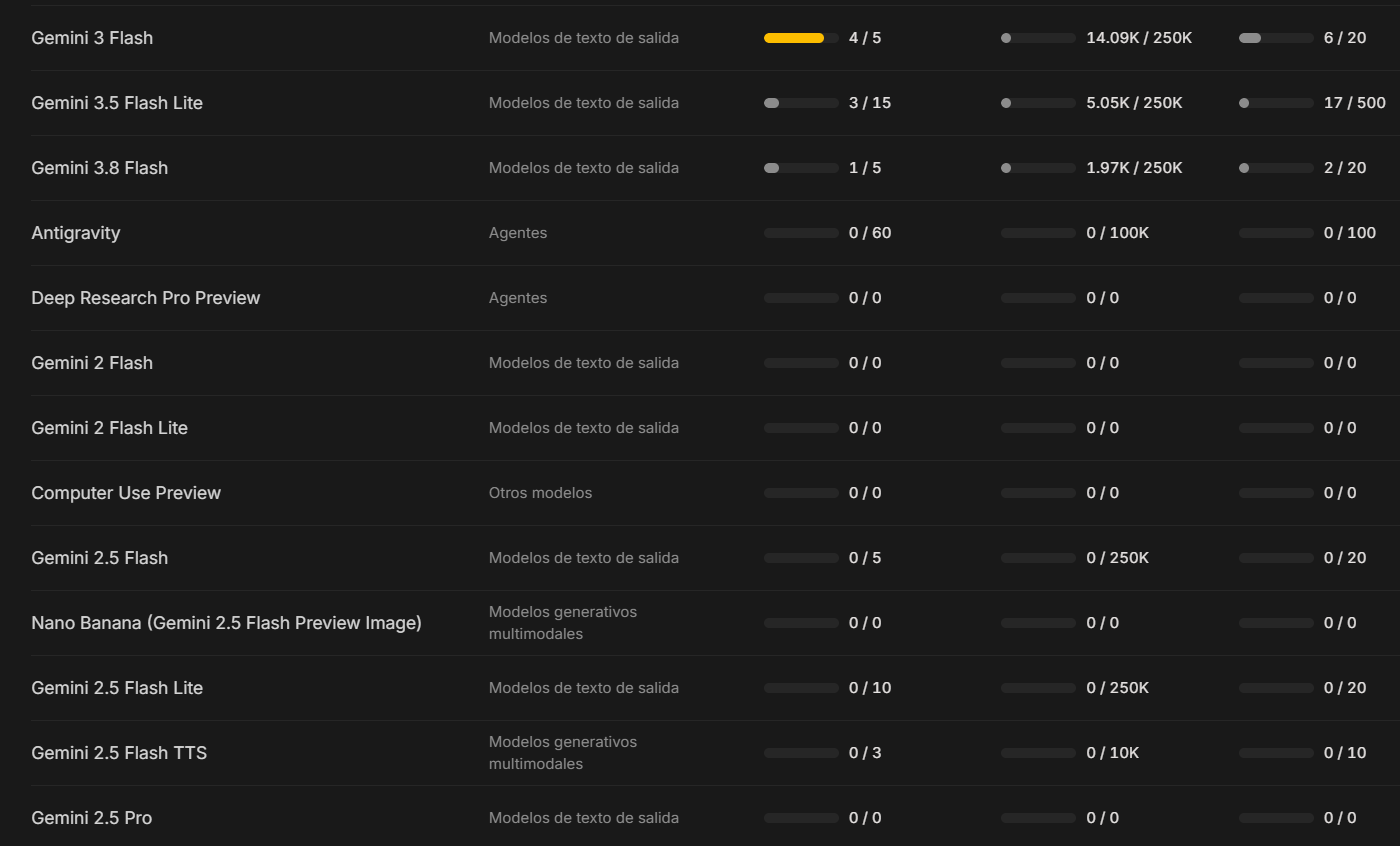 Gemini 3 Flash Modelos de texto de salida 4 / 5 14.09K / 250K 6 / 20
Gemini 3.5 Flash Lite Modelos de texto de salida 3 / 15 5.05K / 250K 17 / 500
Gemini 3.8 Flash Modelos de texto de salida 1 / 5 1.97K / 250K 2 / 20
Antigravity Agentes 0 / 60 0 / 100K 0 / 100
Deep Research Pro Preview Agentes 0 / 0 0 / 0 0 / 0
Gemini 2 Flash Modelos de texto de salida 0 / 0 0 / 0 0 / 0
Gemini 2 Flash Lite Modelos de texto de salida 0 / 0 0 / 0 0 / 0
Computer Use Preview Otros modelos 0 / 0 0 / 0 0 / 0
Gemini 2.5 Flash Modelos de texto de salida 0 / 5 0 / 250K 0 / 20
Nano Banana (Gemini 2.5 Flash Preview Image) Modelos generativos
multimodales 0 / 0 0 / 0 0 / 0
Gemini 2.5 Flash Lite Modelos de texto de salida 0 / 10 0 / 250K 0 / 20
Gemini 2.5 Flash TTS Modelos generativos
multimodales 0 / 3 0 / 10K 0 / 10
Gemini 2.5 Pro Modelos de texto de salida 0 / 0 0 / 0 0 / 0